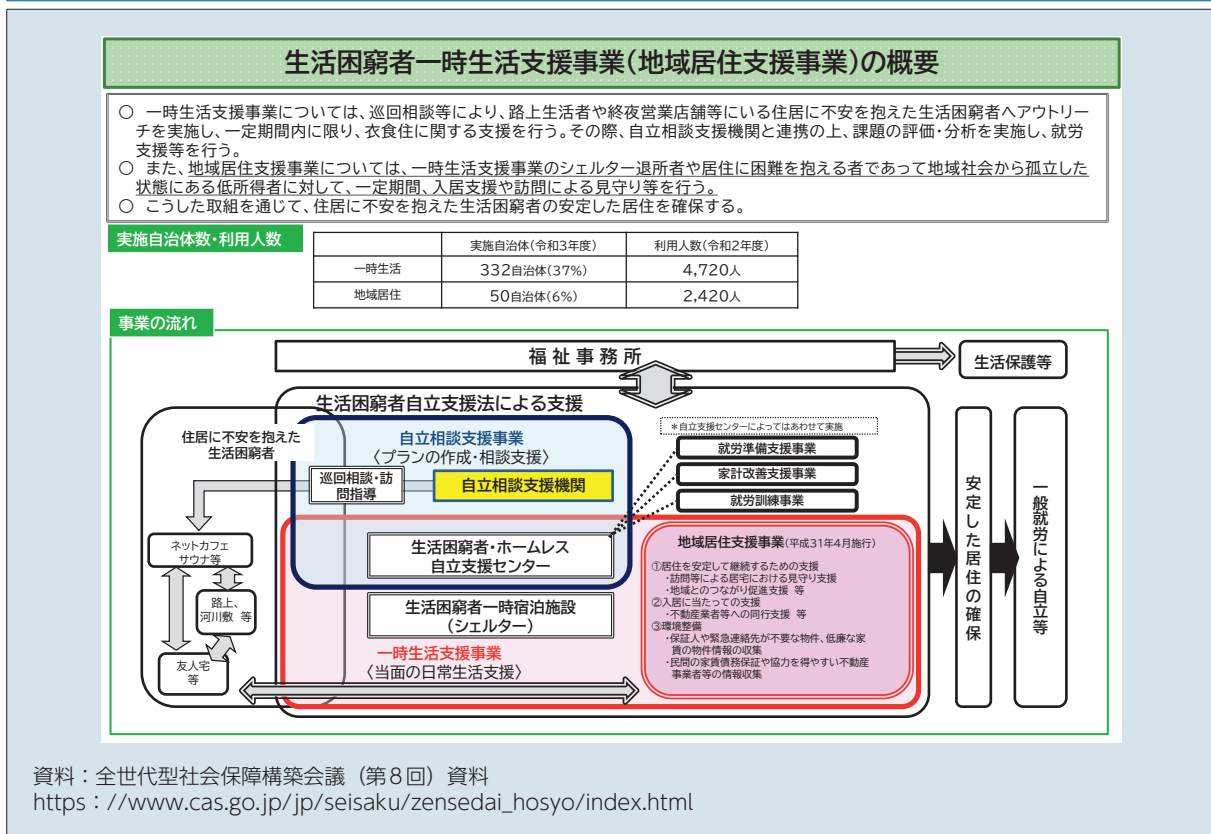 生活困窮者一時生活支援事業(地域居住支援事業)の概要
○ 一時生活支援事業については、巡回相談等により、路上生活者や終夜営業店舗等にいる住居に不安を抱えた生活困窮者へアウトリー
チを実施し、一定期間内に限り、衣食住に関する支援を行う。その際、自立相談支援機関と連携の上、課題の評価・分析を実施し、就労
支援等を行う。
○ また、地域居住支援事業については、一時生活支援事業のシェルター退所者や居住に困難を抱える者であって地域社会から孤立した
状態にある低所得者に対して、一定期間、入居支援や訪問による見守り等を行う。
○ こうした取組を通じて、住居に不安を抱えた生活困窮者の安定した居住を確保する。
実施自治体数・利用人数
実施自治体(令和3年度) 利用人数(令和2年度)
一時生活 332自治体(37%) 4,720人
地域居住 50自治体(6%) 2,420人
事業の流れ
福祉事務所
生活保護等
生活困窮者自立支援法による支援
住居に不安を抱えた
生活困窮者
自立相談支援事業
〈プランの作成・相談支援〉
巡回相談・訪
問指導
自立相談支援機関
*自立支援センターによってはあわせて実施
就労準備支援事業
家計改善支援事業
就労訓練事業
ネットカフェ
サウナ等
路上、
河川敷 等
友人宅
等
生活困窮者・ホームレス
自立支援センター
生活困窮者一時宿泊施設
(シェルター)
一時生活支援事業
〈当面の日常生活支援〉
地域居住支援事業(平成31年4月施行)
①居住を安定して継続するための支援
・訪問等による居宅における見守り支援
・地域とのつながり促進支援 等
②入居に当たっての支援
・不動産業者等への同行支援 等
③環境整備
・保証人や緊急連絡先が不要な物件、低廉な家
賃の物件情報の収集
・民間の家賃債務保証や協力を得やすい不動産
事業者等の情報収集
安定した居住の確保
一般就労による自立等
資料:全世代型社会保障構築会議(第8回)資料
https://www.cas.go.jp/jp/seisaku/zensedai_hosyo/index.html